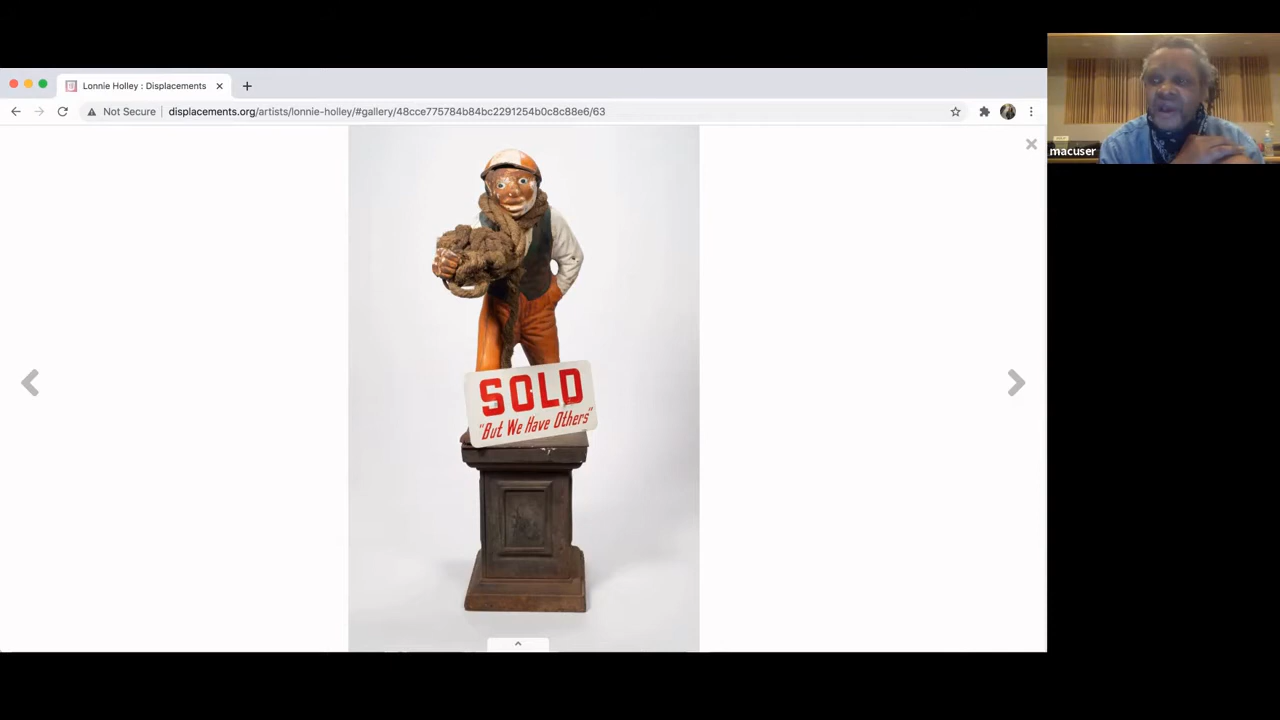 Lonnie Holley : Displacements
Not Secure
displacements.org/artists/lonnie-holley/#gallery/48cce775784b84bc2291254b0c8c88e6/63
macuser
SOLD
"But We Have Others"